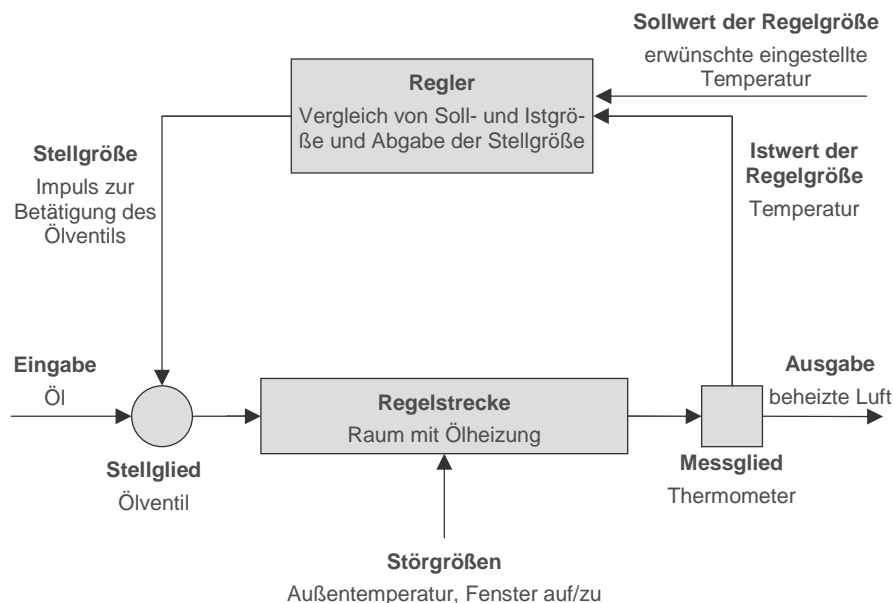 Sollwert der Regelgröße
erwünschte eingestellte
Temperatur
Regler
Vergleich von Soll- und Istgrö-
ße und Abgabe der Stellgröße
Stellgröße
Impuls zur
Betätigung des
Ölventils
Istwert der
Regelgröße
Temperatur
Eingabe
Öl
Stellglied
Ölventil
Regelstrecke
Raum mit Ölheizung
Messglied
Thermometer
Ausgabe
beheizte Luft
Störgrößen
Außentemperatur, Fenster auf/zu